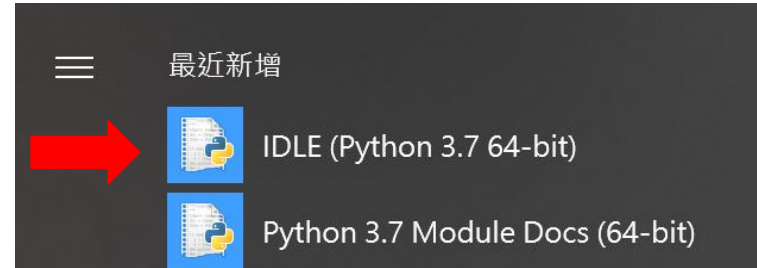 最近新增
IDLE (Python 3.7 64-bit)
Python 3.7 Module Docs (64-bit)